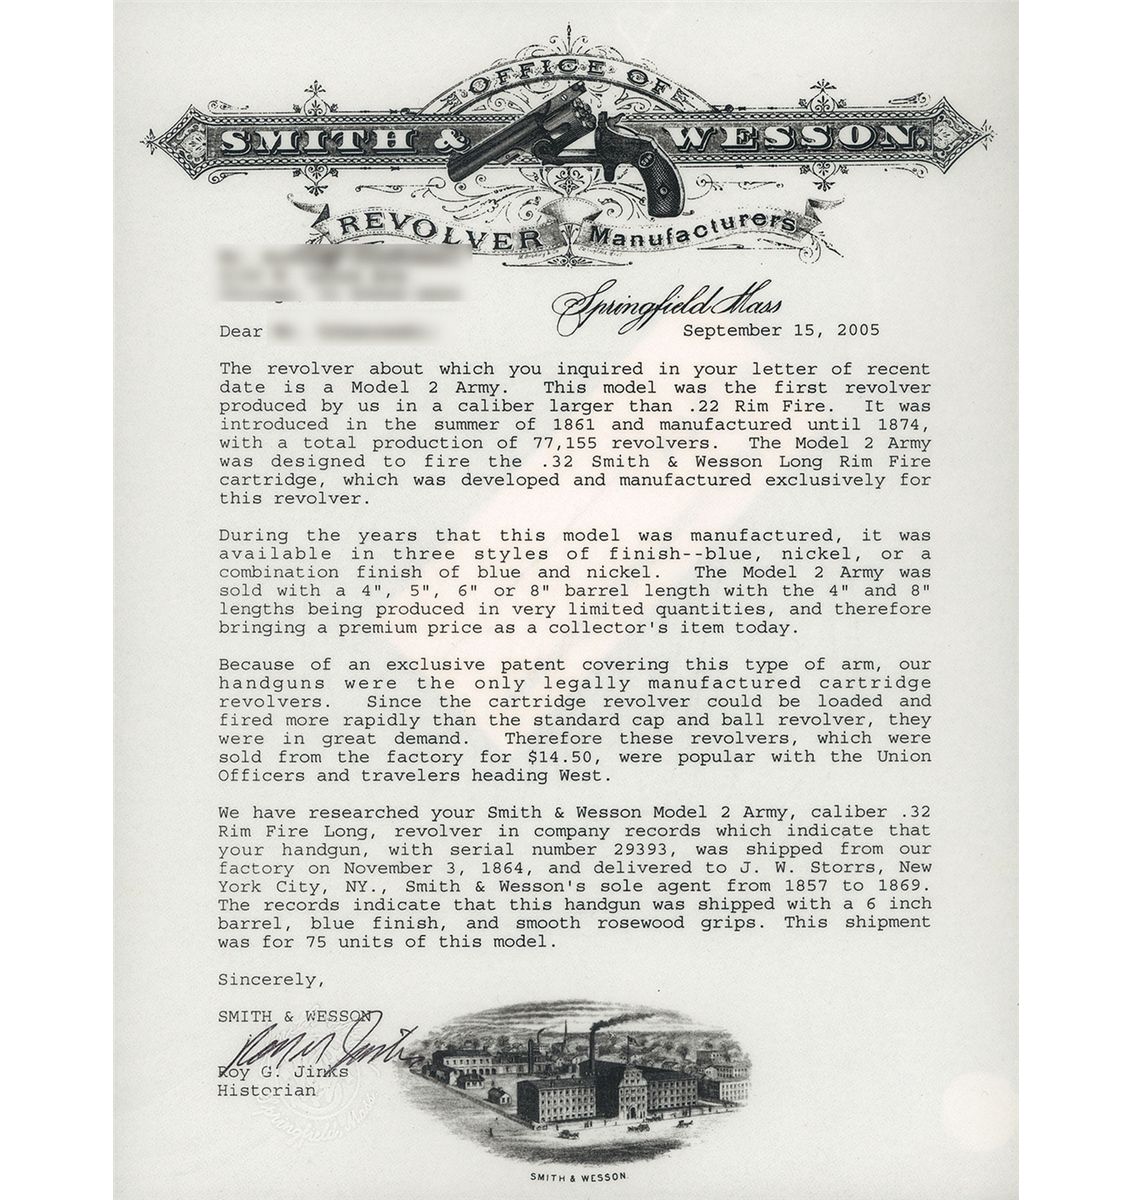 OFFICE OF
SMITH & WESSON.
REVOLVER Manufacturers
Springfield Mass
Dear
September 15, 2005
The revolver about which you inquired in your letter of recent
date is a Model 2 Army. This model was the first revolver
produced by us in a caliber larger than .22 Rim Fire. It was
introduced in the summer of 1861 and manufactured until 1874,
with a total production of 77,155 revolvers. The Model 2 Army
was designed to fire the .32 Smith & Wesson Long Rim Fire
cartridge, which was developed and manufactured exclusively for
this revolver.
During the years that this model was manufactured, it was
available in three styles of finish--blue, nickel, or a
combination finish of blue and nickel. The Model 2 Army was
sold with a 4", 5", 6" or 8" barrel length with the 4" and 8"
lengths being produced in very limited quantities, and therefore
bringing a premium price as a collector's item today.
Because of an exclusive patent covering this type of arm, our
handguns were the only legally manufactured cartridge
revolvers. Since the cartridge revolver could be loaded and
fired more rapidly than the standard cap and ball revolver, they
were in great demand. Therefore these revolvers, which were
sold from the factory for $14.50, were popular with the Union
Officers and travelers heading West.
We have researched your Smith & Wesson Model 2 Army, caliber .32
Rim Fire Long, revolver in company records which indicate that
your handgun, with serial number 29393, was shipped from our
factory on November 3, 1864, and delivered to J. W. Storrs, New
York City, NY., Smith & Wesson's sole agent from 1857 to 1869.
The records indicate that this handgun was shipped with a 6 inch
barrel, blue finish, and smooth rosewood grips. This shipment
was for 75 units of this model.
Sincerely,
SMITH & WESSON
Roy G. Jinks
Roy G. Jinks
Historian
Springfield, Mass
SMITH & WESSON.